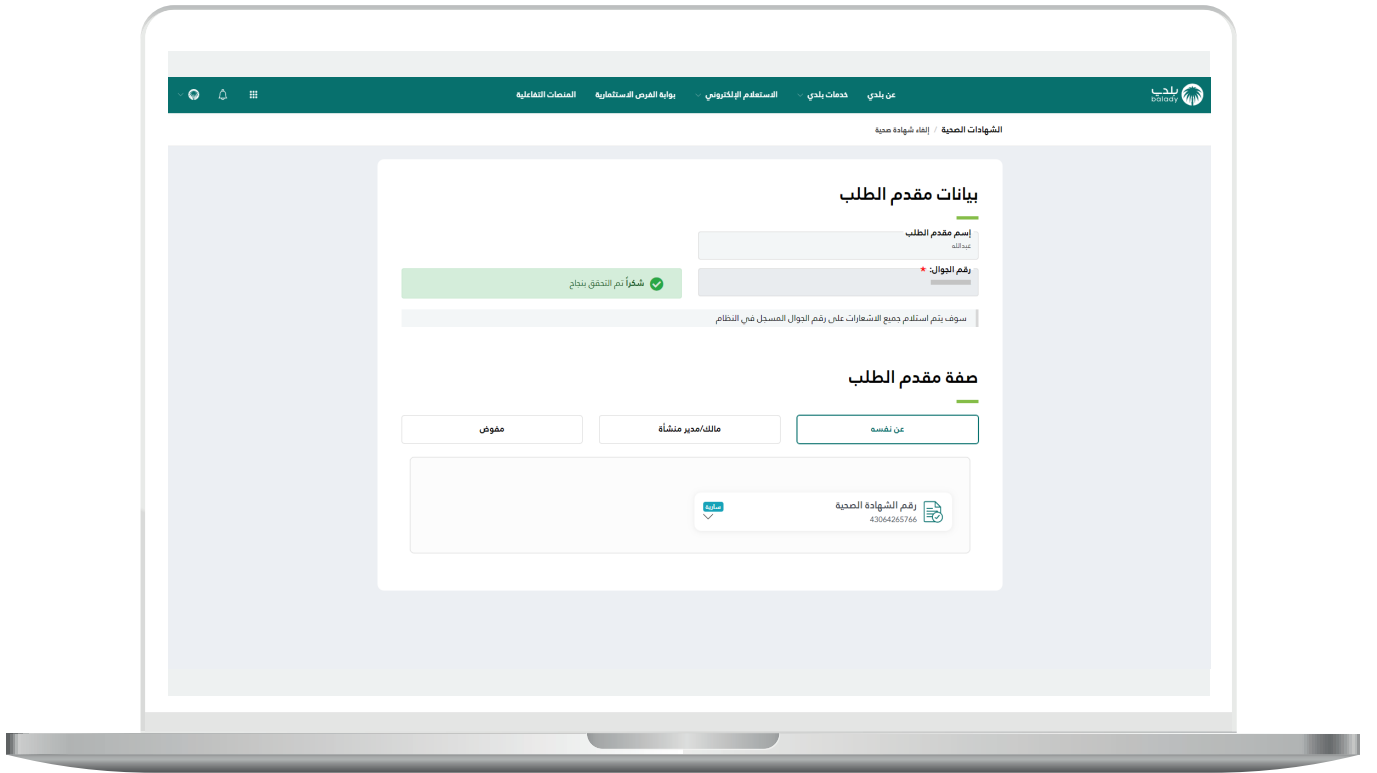 بلدي
balady
عن بلدي
خدمات بلدي
الاستعلام الإلكتروني
بوابة الفرص الاستثمارية
المنصات التفاعلية
الشهادات الصحية / إلغاء شهادة صحية
بيانات مقدم الطلب
إسم مقدم الطلب
عبدالله
رقم الجوال: *
شكراً تم التحقق بنجاح
سوف يتم استلام جميع الاشعارات على رقم الجوال المسجل في النظام
صفة مقدم الطلب
عن نفسه
مالك/مدير منشأة
مفوض
رقم الشهادة الصحية
سارية
43064265766